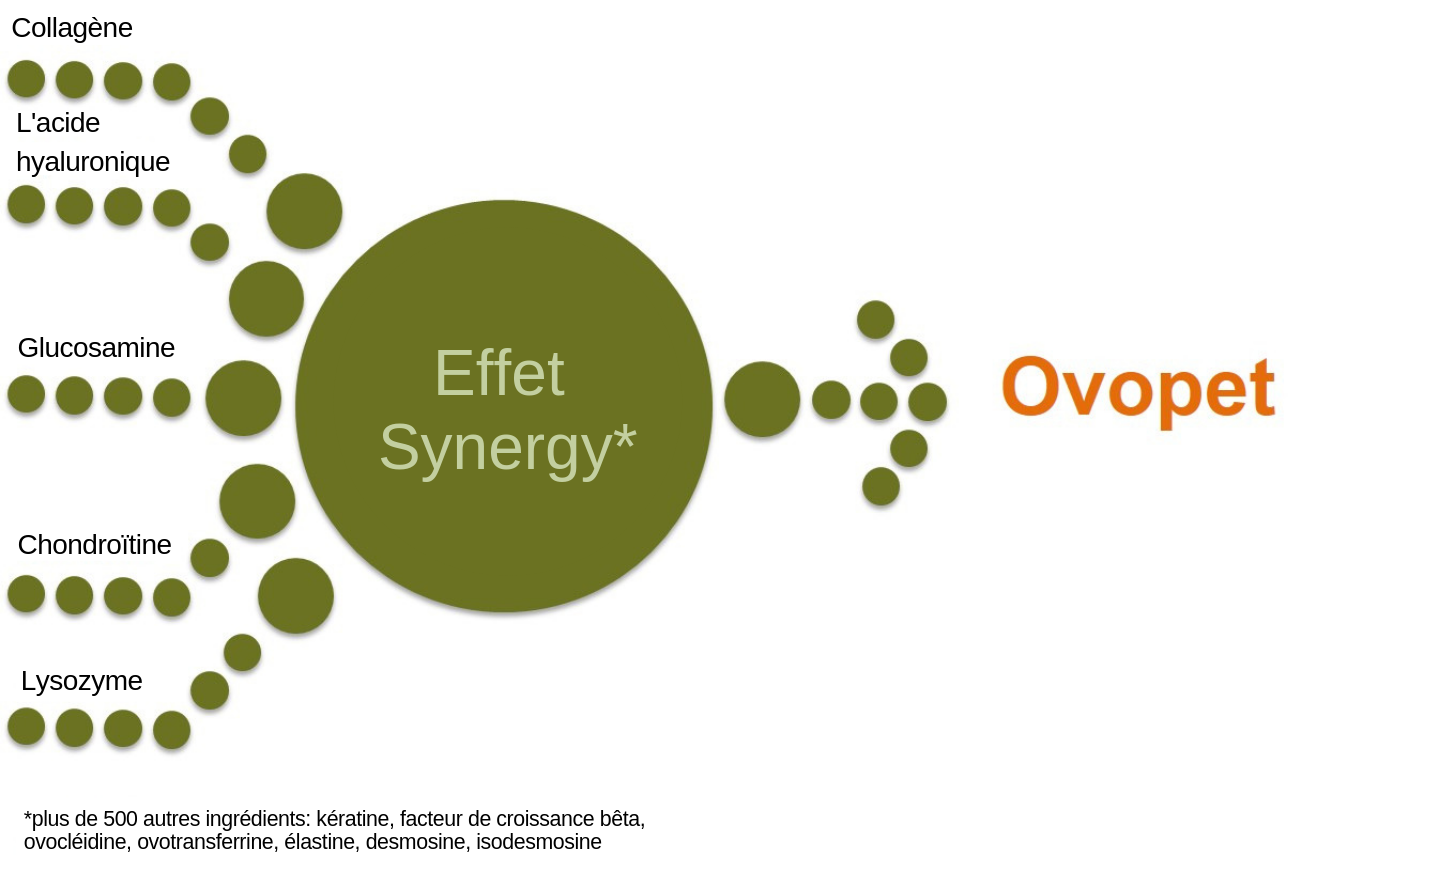 Collagène
L'acide
hyaluronique
Glucosamine
Effet
Synergy*
Ovopet
Chondroïtine
Lysozyme
*plus de 500 autres ingrédients: kératine, facteur de croissance bêta,
ovocléidine, ovotransferrine, élastine, desmosine, isodesmosine